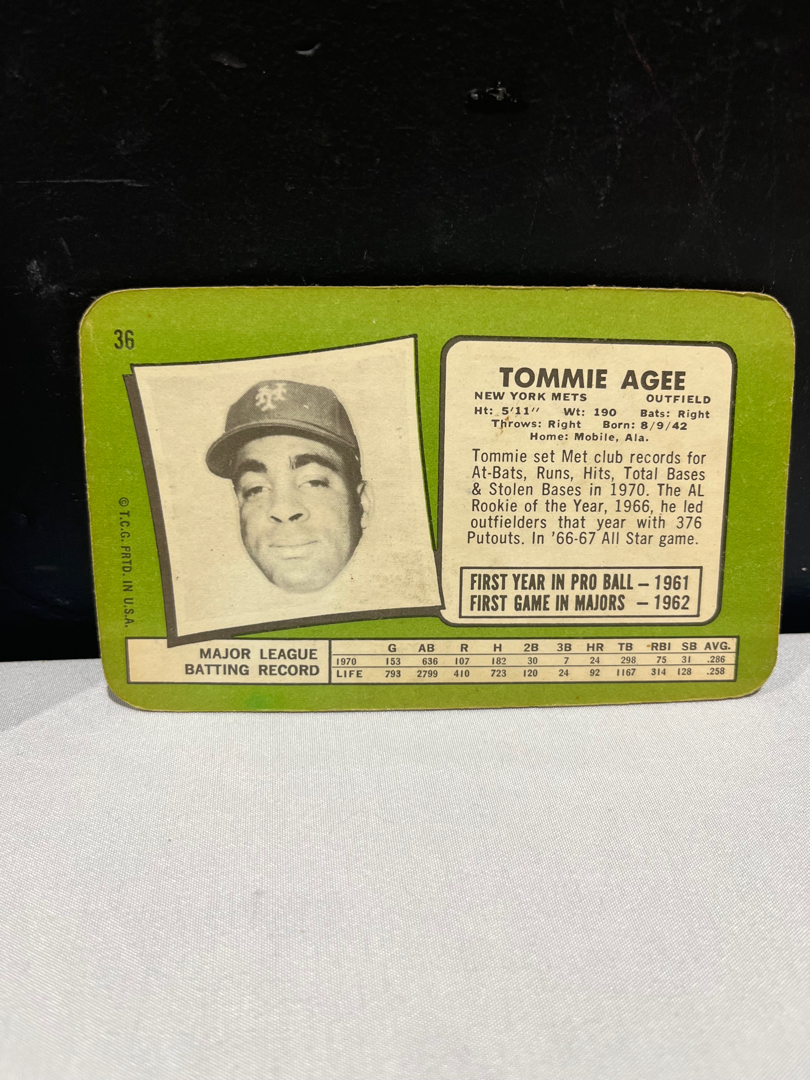 36
TOMMIE AGEE
NEW YORK METS OUTFIELD
Ht: 5'11" Wt: 190 Bats: Right
Throws: Right Born: 8/9/42
Home: Mobile, Ala.
Tommie set Met club records for
At-Bats, Runs, Hits, Total Bases
& Stolen Bases in 1970. The AL
Rookie of the Year, 1966, he led
outfielders that year with 376
Putouts. In '66-67 All Star game.
FIRST YEAR IN PRO BALL – 1961
FIRST GAME IN MAJORS – 1962
© T.C.G. PRTD. IN U.S.A.
MAJOR LEAGUE
BATTING RECORD
G AB R H 2B 3B HR TB RBI SB AVG.
1970 153 636 107 182 30 7 24 298 75 31 .286
LIFE 793 2799 410 723 120 24 92 1167 314 128 .258